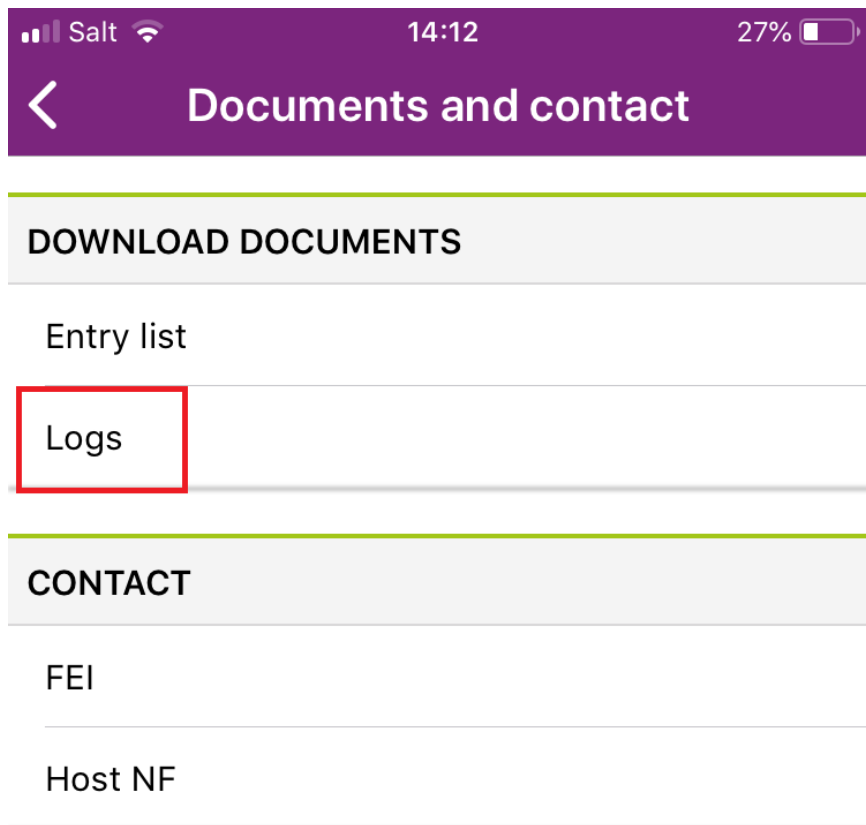 Salt 14:12 27%
Documents and contact
DOWNLOAD DOCUMENTS
Entry list
Logs
CONTACT
FEI
Host NF